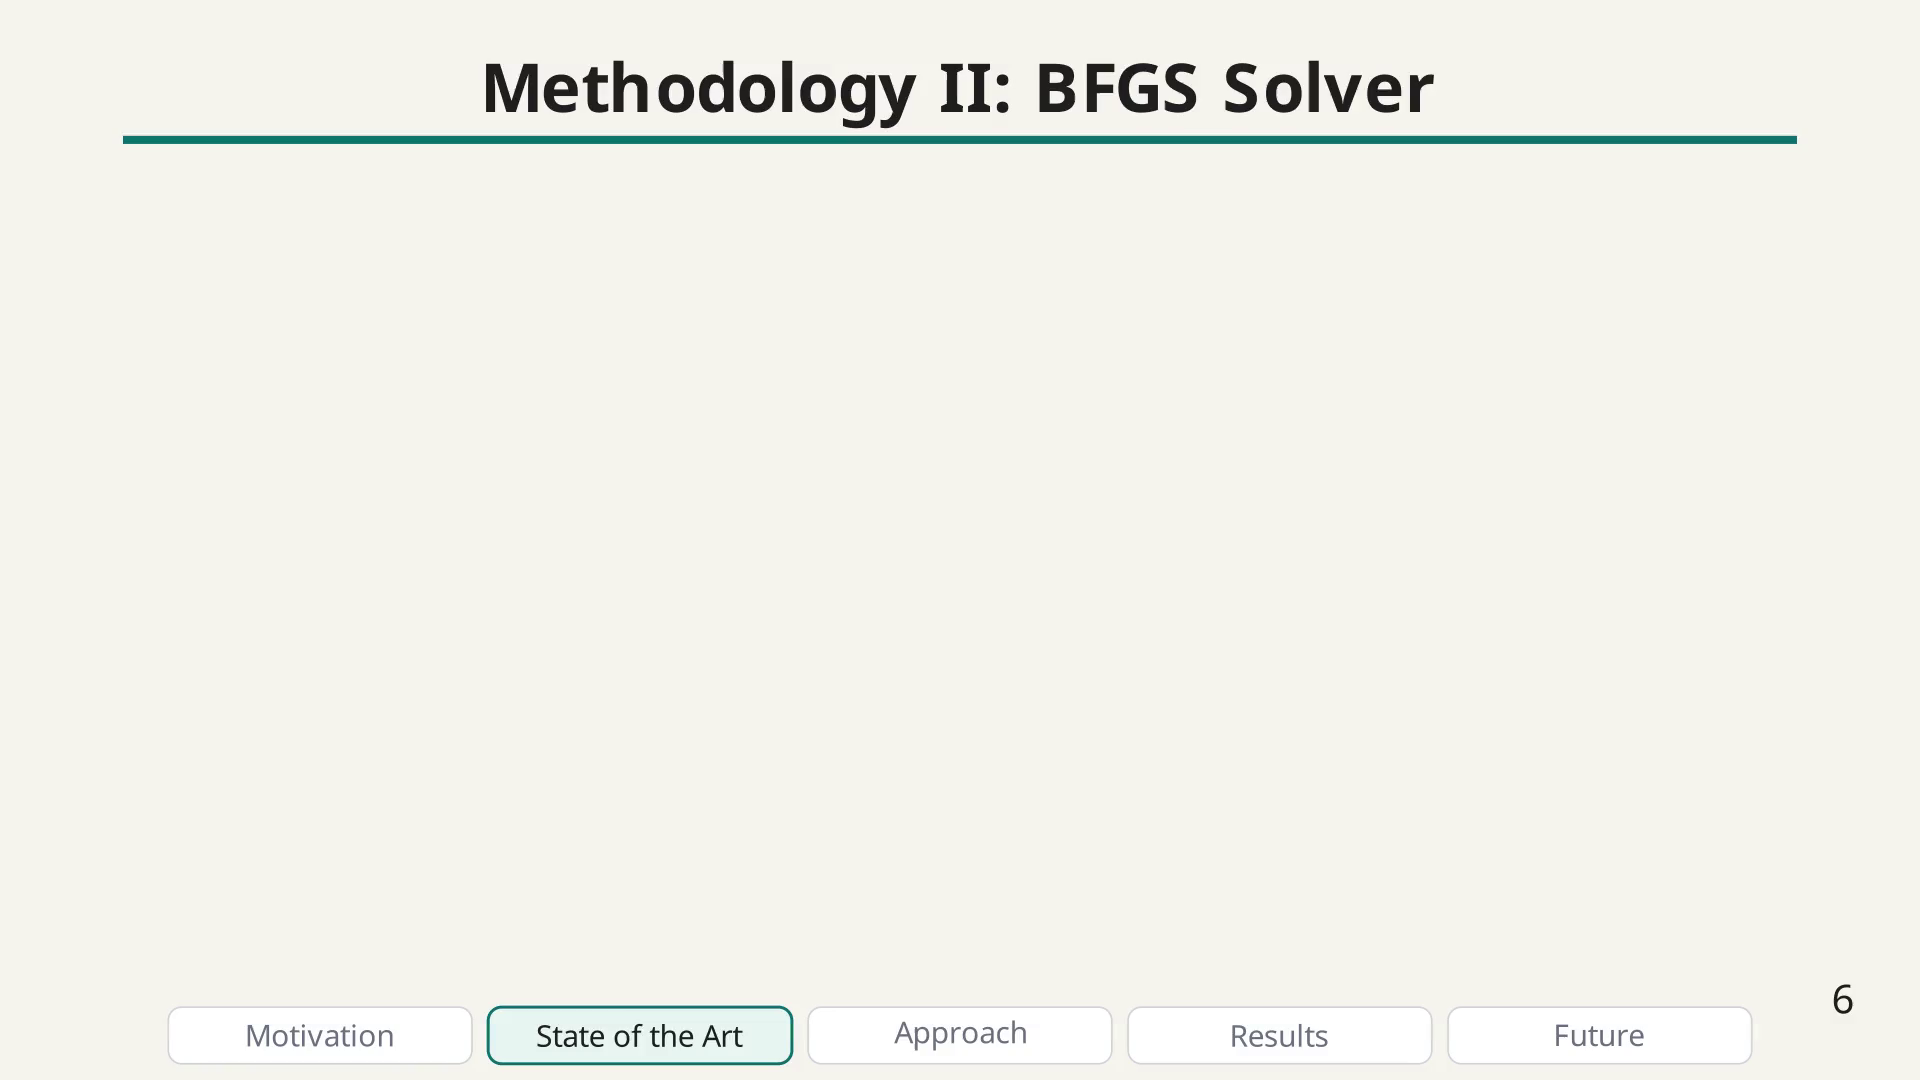 Methodology II: BFGS Solver
6
Motivation
State of the Art
Approach
Results
Future